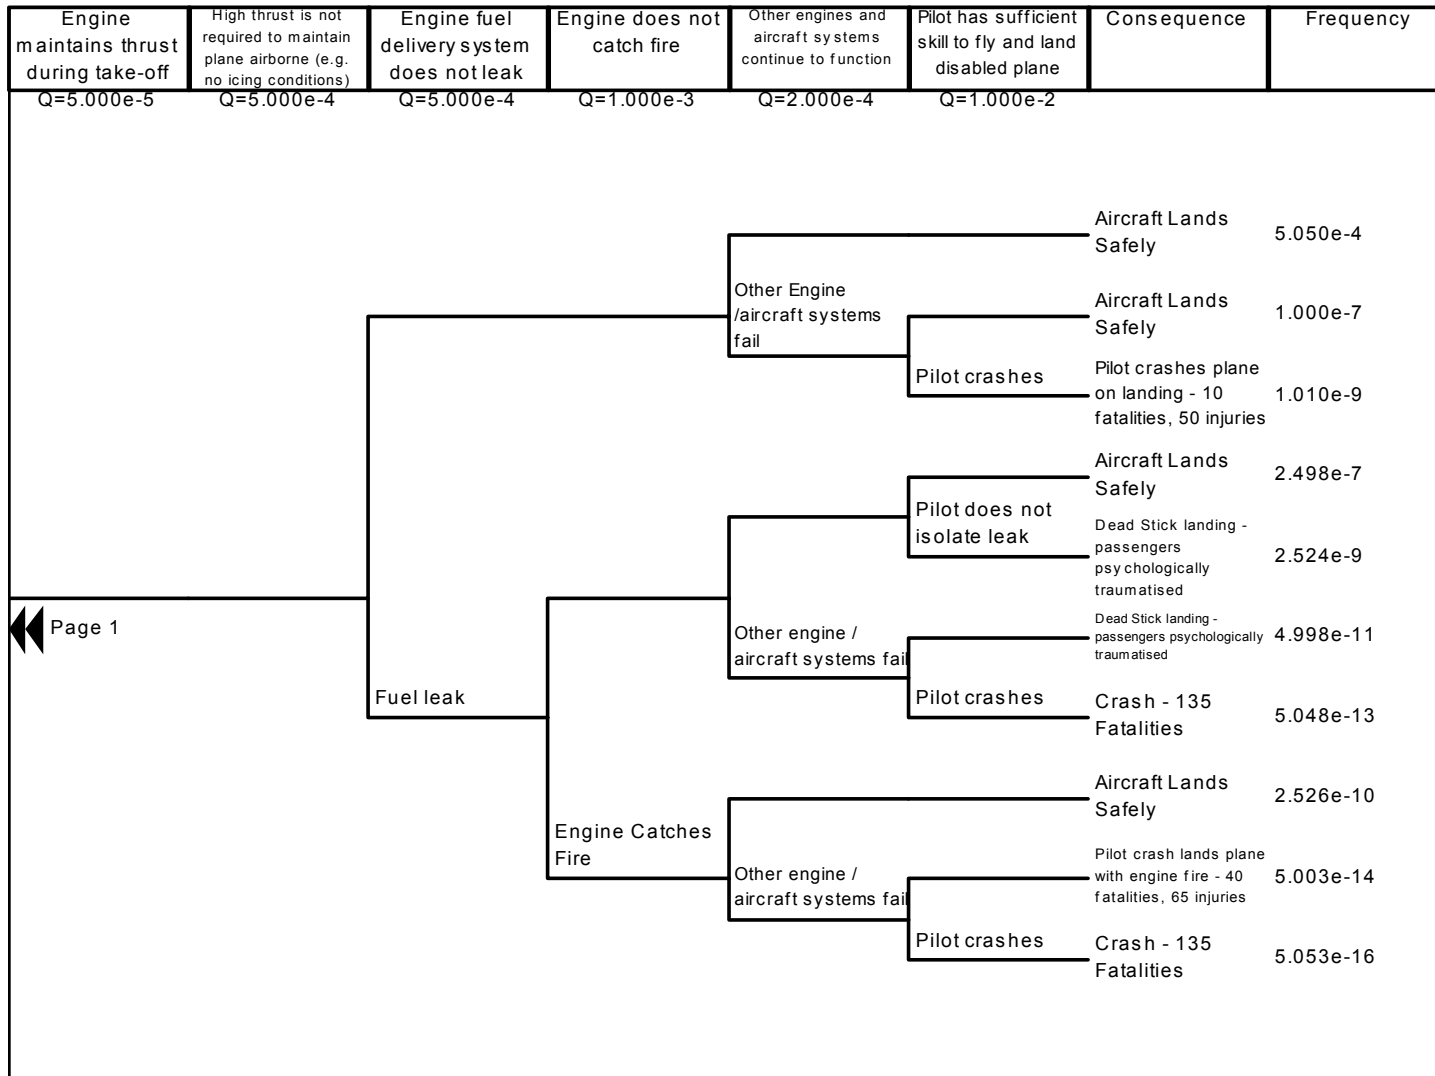 Engine
maintains thrust
during take-off
High thrust is not
required to maintain
plane airborne (e.g.
no icing conditions)
Engine fuel
delivery system
does not leak
Engine does not
catch fire
Other engines and
aircraft systems
continue to function
Pilot has sufficient
skill to fly and land
disabled plane
Consequence
Frequency
Q=5.000e-5
Q=5.000e-4
Q=5.000e-4
Q=1.000e-3
Q=2.000e-4
Q=1.000e-2
Aircraft Lands
Safely
5.050e-4
Other Engine
/aircraft systems
fail
Aircraft Lands
Safely
1.000e-7
Pilot crashes
Pilot crashes plane
on landing - 10
fatalities, 50 injuries
1.010e-9
Aircraft Lands
Safely
2.498e-7
Pilot does not
isolate leak
Dead Stick landing -
passengers
psychologically
traumatised
2.524e-9
Page 1
Other engine /
aircraft systems fail
Dead Stick landing -
passengers psychologically
traumatised
4.998e-11
Fuel leak
Pilot crashes
Crash - 135
Fatalities
5.048e-13
Aircraft Lands
Safely
2.526e-10
Engine Catches
Fire
Other engine /
aircraft systems fail
Pilot crash lands plane
with engine fire - 40
fatalities, 65 injuries
5.003e-14
Pilot crashes
Crash - 135
Fatalities
5.053e-16